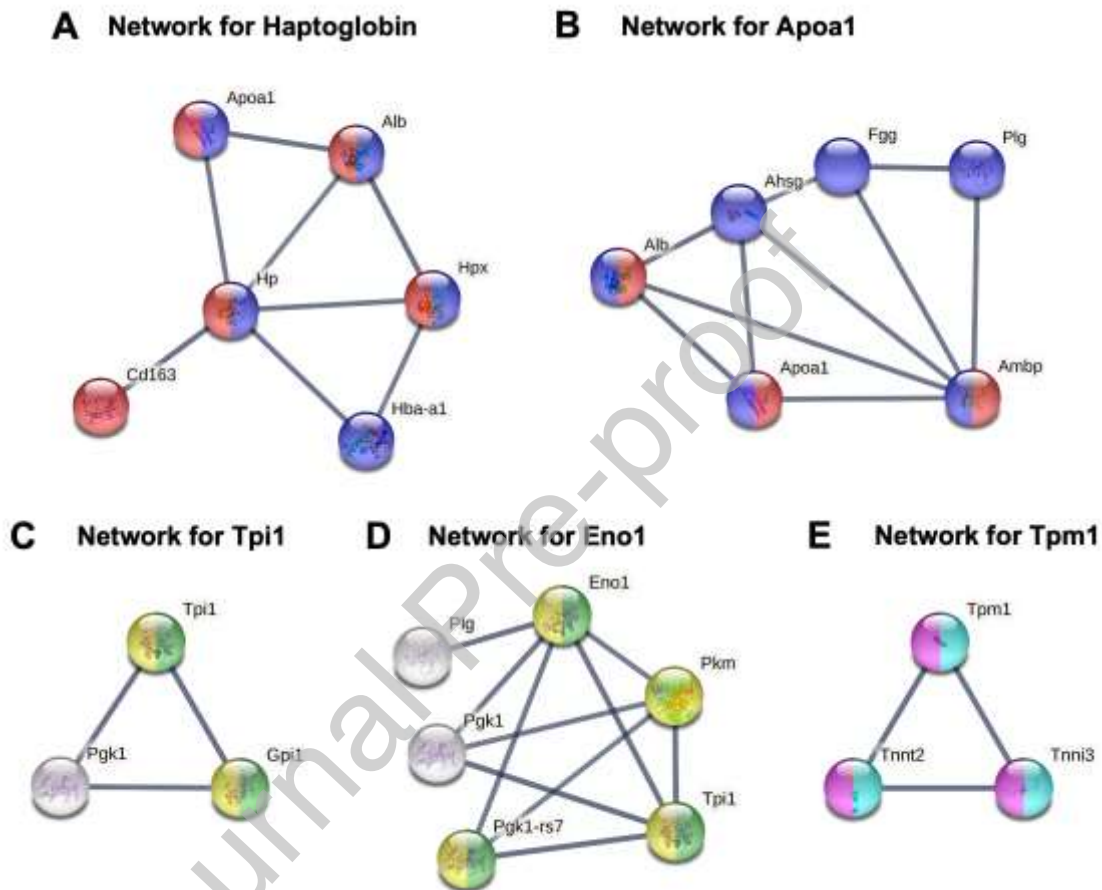 A Network for Haptoglobin
B Network for Apoa1
Apoa1
Alb
Hp
Hpx
Cd163
Hba-a1
Fgg
Plg
Ahsg
Alb
Apoa1
Ambp
C Network for Tpi1
D Network for Eno1
E Network for Tpm1
Tpi1
Pgk1
Gpi1
Eno1
Plg
Pkm
Pgk1
Tpi1
Pgk1-rs7
Tpm1
Tnnt2
Tnni3
urnal Pre-proof